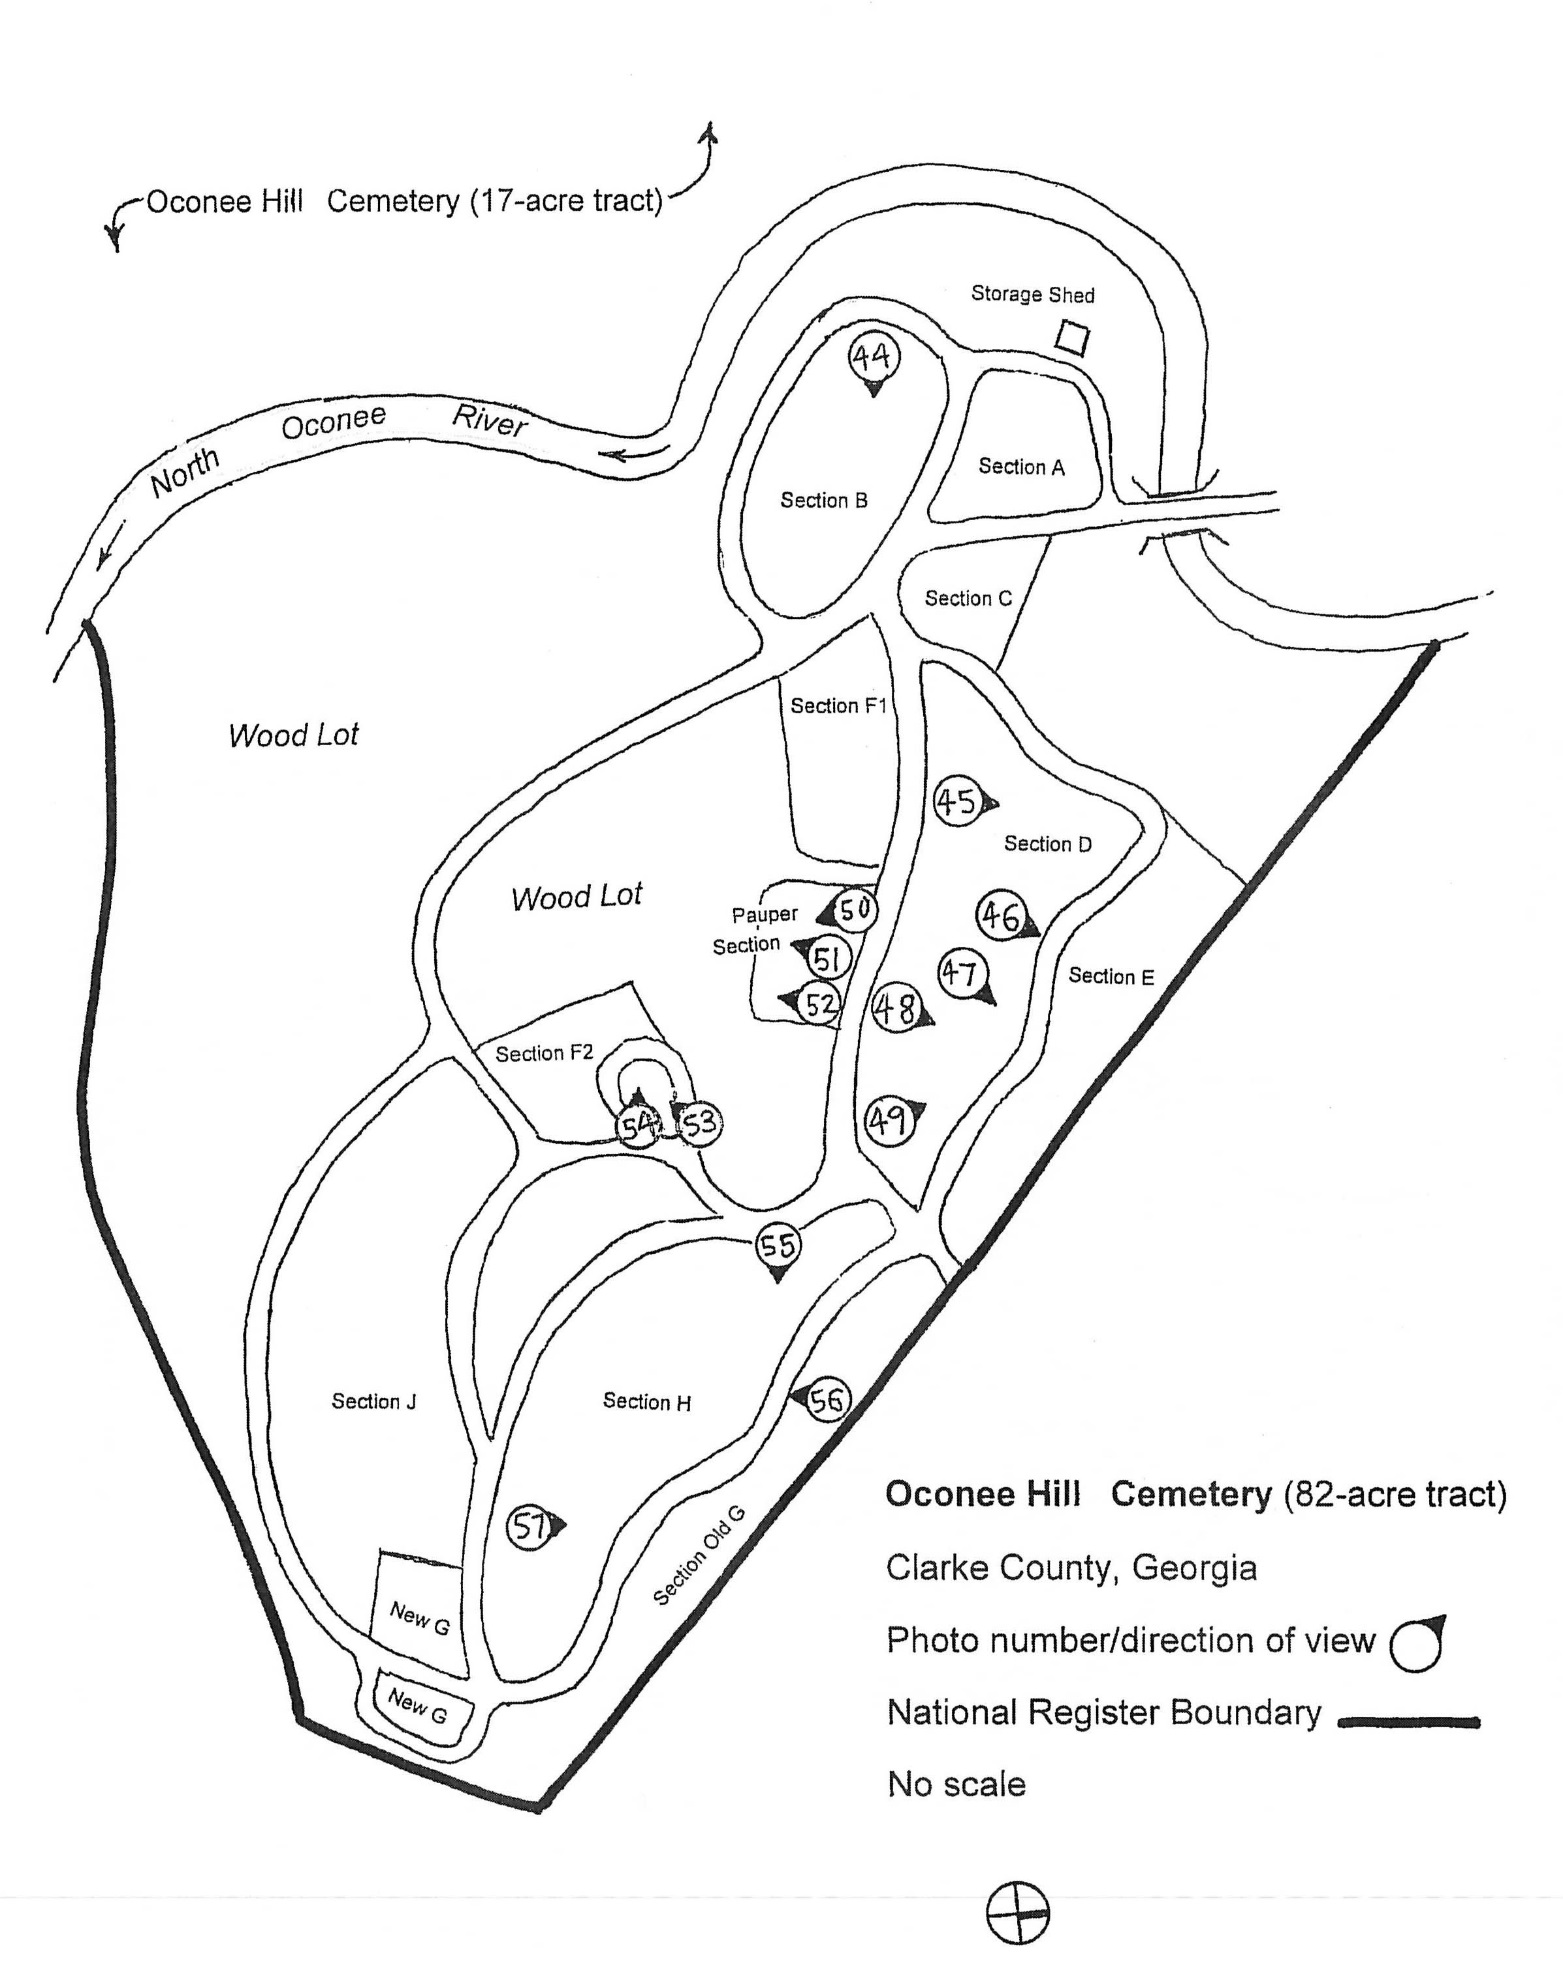 Oconee Hill Cemetery (17-acre tract)
Storage Shed
44
North Oconee River
Section A
Section B
Section C
Section F1
Wood Lot
45
Section D
Wood Lot
Pauper
Section
50
46
51
47
Section E
52
48
Section F2
54
53
49
55
Section J
Section H
56
57
Section Old G
New G
New G
Oconee Hill Cemetery (82-acre tract)
Clarke County, Georgia
Photo number/direction of view
National Register Boundary
No scale